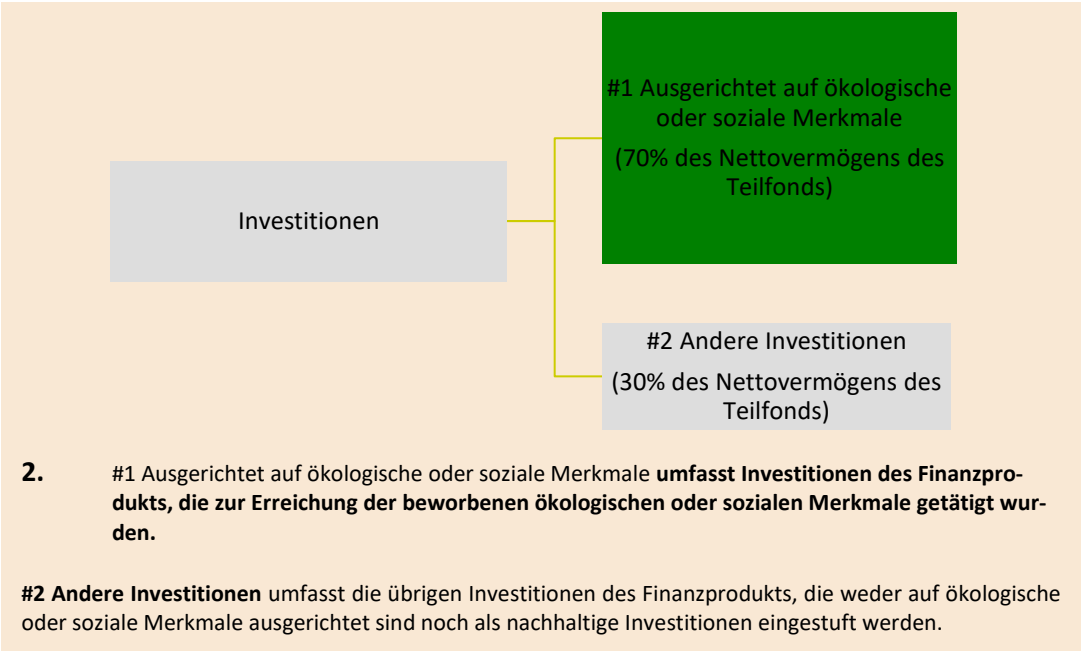 #1 Ausgerichtet auf ökologische
oder soziale Merkmale
(70% des Nettovermögens des
Teilfonds)
Investitionen
#2 Andere Investitionen
(30% des Nettovermögens des
Teilfonds)
2. #1 Ausgerichtet auf ökologische oder soziale Merkmale umfasst Investitionen des Finanzpro-
dukts, die zur Erreichung der beworbenen ökologischen oder sozialen Merkmale getätigt wur-
den.
#2 Andere Investitionen umfasst die übrigen Investitionen des Finanzprodukts, die weder auf ökologische
oder soziale Merkmale ausgerichtet sind noch als nachhaltige Investitionen eingestuft werden.